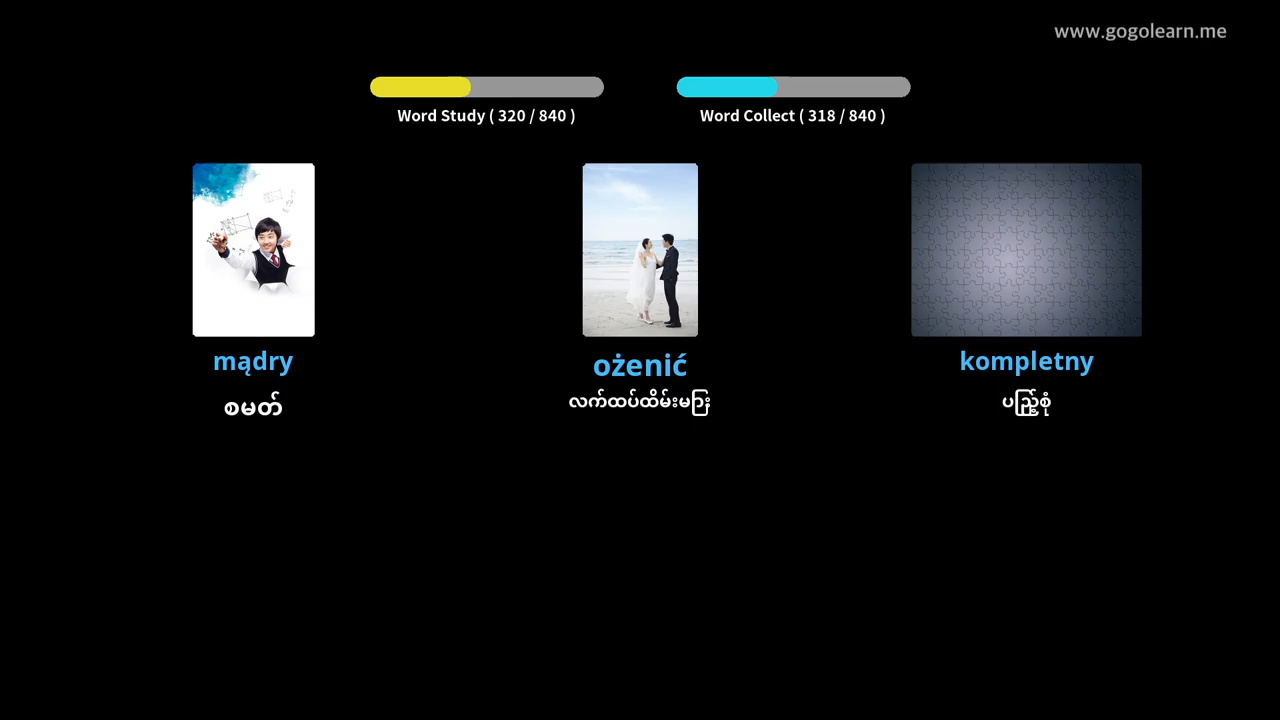 www.gogolearn.me
Word Study ( 320 / 840 )
Word Collect ( 318 / 840 )
mądry
ożenić
kompletny
စမတ်
လက်ထပ်ထိမ်းမြား
ပြည့်စုံ